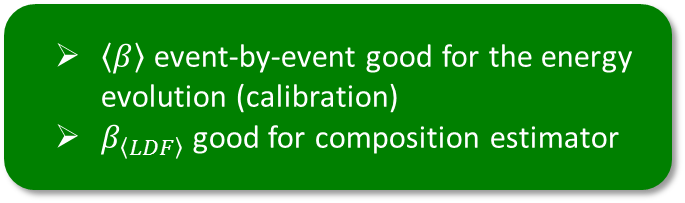 ➢ ⟨β⟩ event-by-event good for the energy
evolution (calibration)
➢ β⟨LDF⟩ good for composition estimator